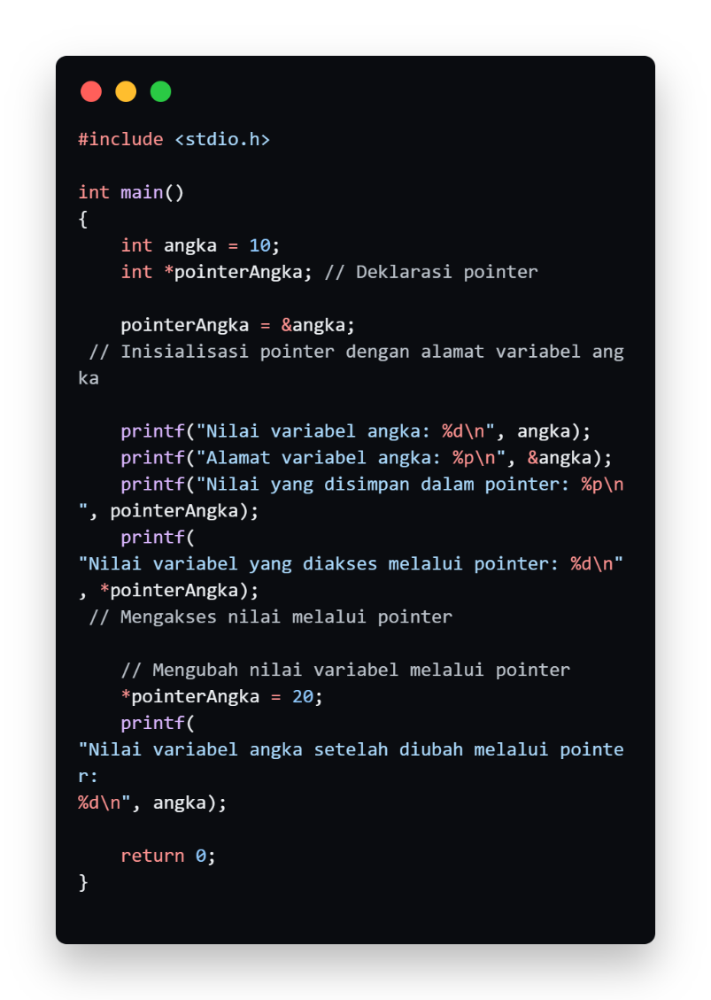 #include <stdio.h>
int main()
{
    int angka = 10;
    int *pointerAngka; // Deklarasi pointer
    pointerAngka = &angka;
 // Inisialisasi pointer dengan alamat variabel ang
ka
    printf("Nilai variabel angka: %d\n", angka);
    printf("Alamat variabel angka: %p\n", &angka);
    printf("Nilai yang disimpan dalam pointer: %p\n
", pointerAngka);
    printf(
"Nilai variabel yang diakses melalui pointer: %d\n"
, *pointerAngka);
 // Mengakses nilai melalui pointer
    // Mengubah nilai variabel melalui pointer
    *pointerAngka = 20;
    printf(
"Nilai variabel angka setelah diubah melalui pointe
r:
%d\n", angka);
    return 0;
}